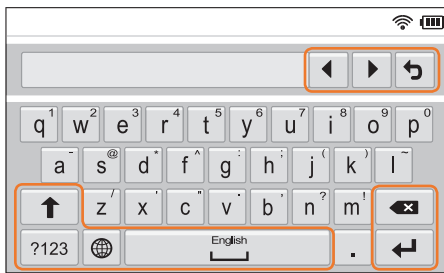 q 1 w 2 e 3 r 4 t 5 y 6 u 7 i 8 o 9 p 0
a - s @ d * f ^ g : h ; j ( k ) l ~
z / x ' c " v . b , n ? m !
?123 English .